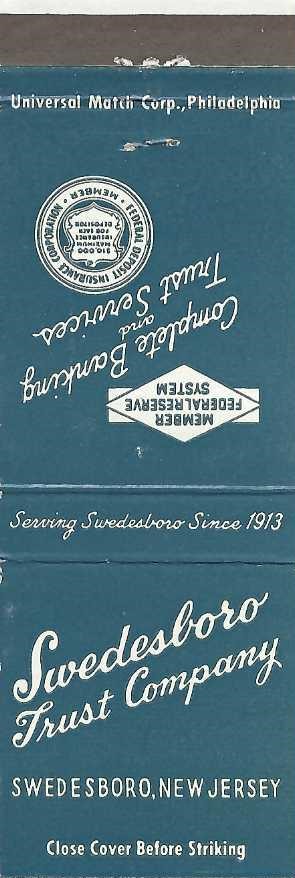 Universal Match Corp., Philadelphia
MEMBER
FEDERAL RESERVE
SYSTEM
Complete Banking
and
Trust Services
FEDERAL DEPOSIT INSURANCE CORPORATION • MEMBER •
$10,000
MAXIMUM
INSURANCE
FOR EACH
DEPOSITOR
Serving Swedesboro Since 1913
Swedesboro
Trust Company
SWEDESBORO, NEW JERSEY
Close Cover Before Striking